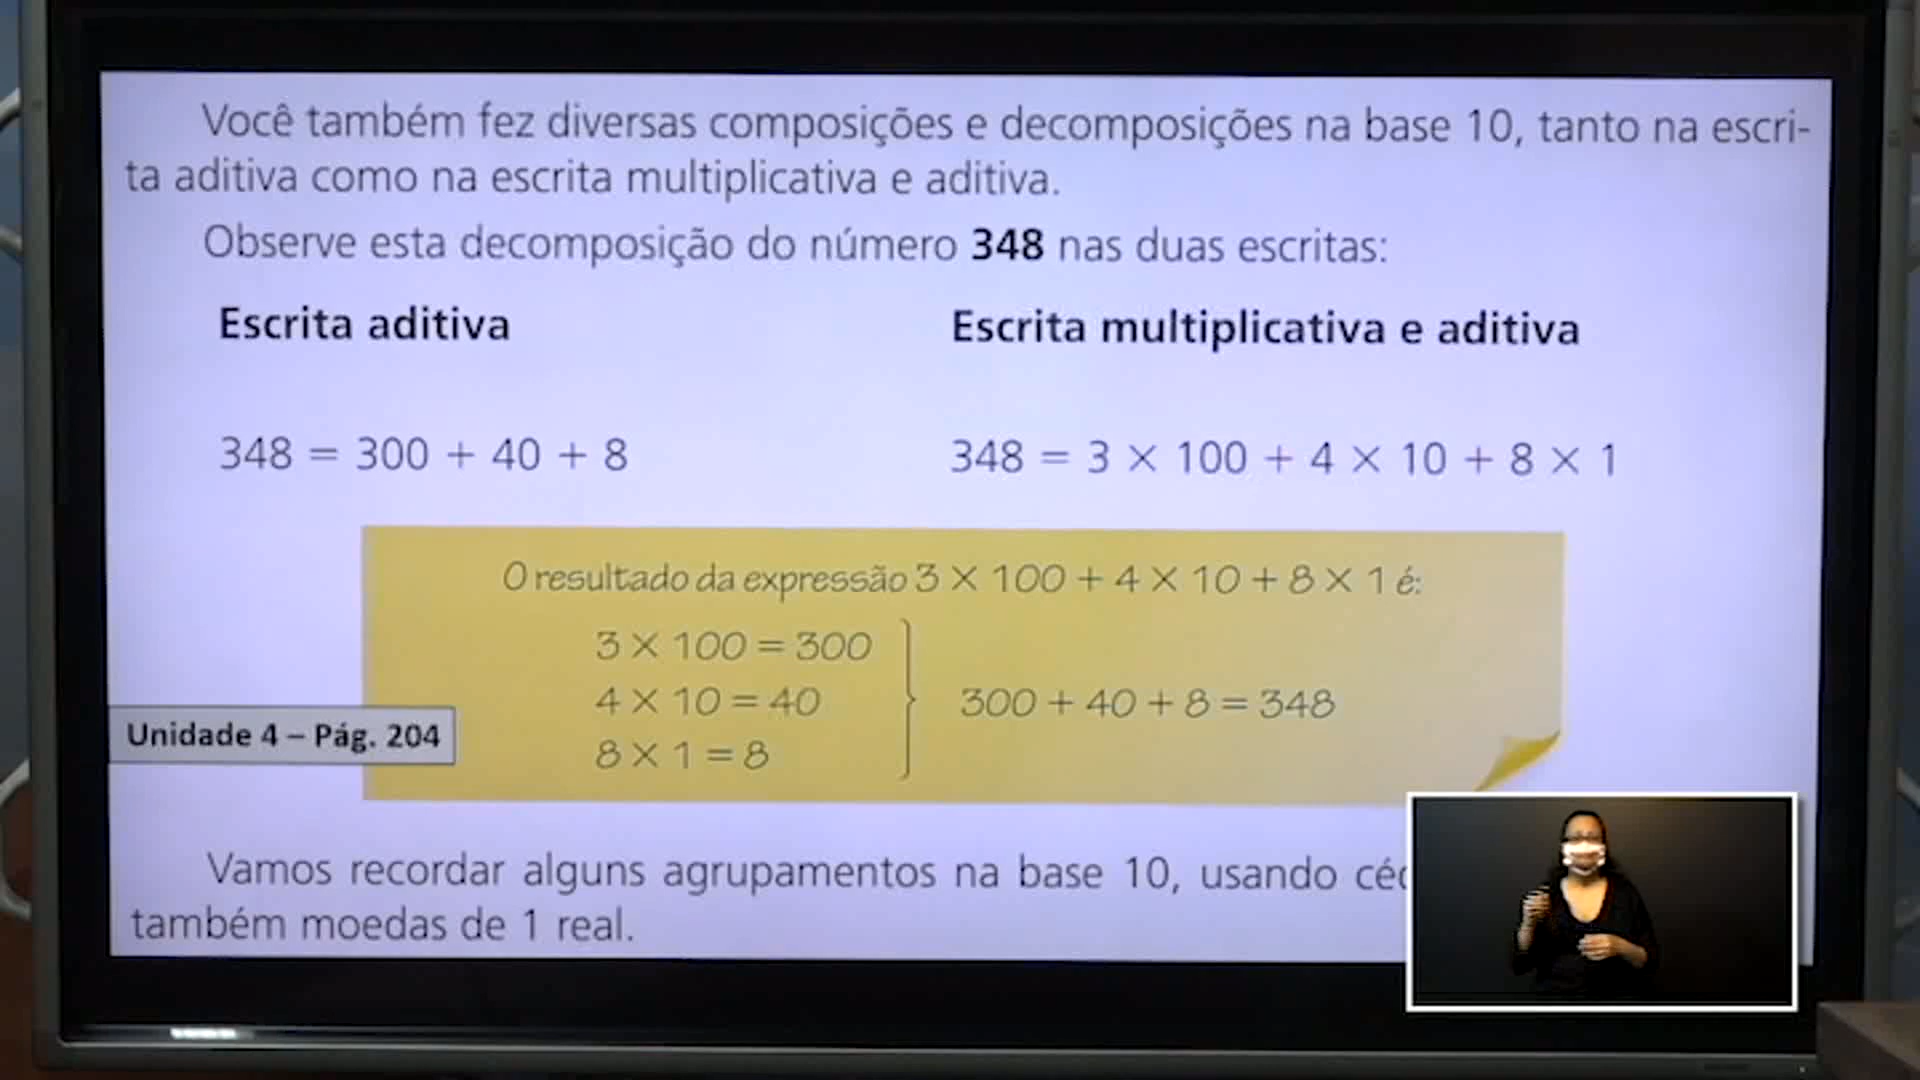 Você também fez diversas composições e decomposições na base 10, tanto na escri-
ta aditiva como na escrita multiplicativa e aditiva.
Observe esta decomposição do número 348 nas duas escritas:
Escrita aditiva
Escrita multiplicativa e aditiva
348 = 300 + 40 + 8
348 = 3 × 100 + 4 × 10 + 8 × 1
O resultado da expressão 3 × 100 + 4 × 10 + 8 × 1 é:
3 × 100 = 300
4 × 10 = 40
8 × 1 = 8
300 + 40 + 8 = 348
Unidade 4 – Pág. 204
Vamos recordar alguns agrupamentos na base 10, usando
também moedas de 1 real.